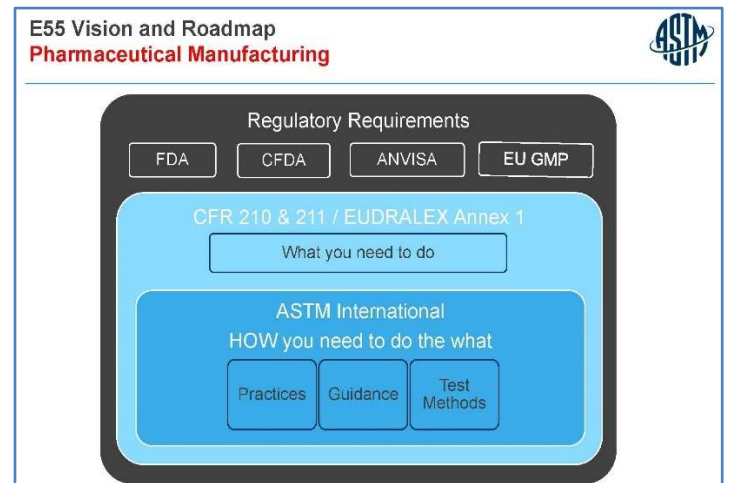 E55 Vision and Roadmap
Pharmaceutical Manufacturing
ASTM
Regulatory Requirements
FDA
CFDA
ANVISA
EU GMP
CFR 210 & 211 / EUDRALEX Annex 1
What you need to do
ASTM International
HOW you need to do the what
Practices
Guidance
Test
Methods